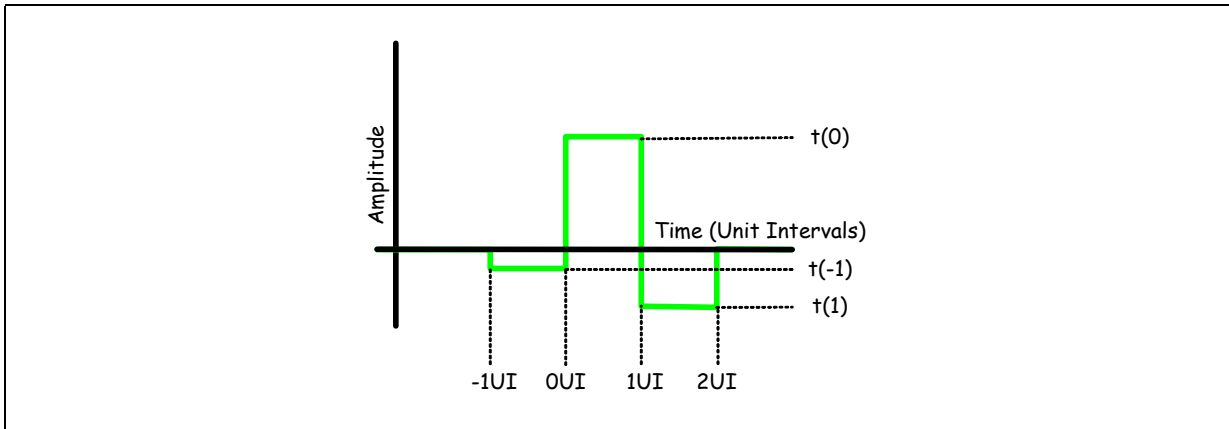 Amplitude
t(0)
Time (Unit Intervals)
t(-1)
t(1)
-1UI 0UI 1UI 2UI